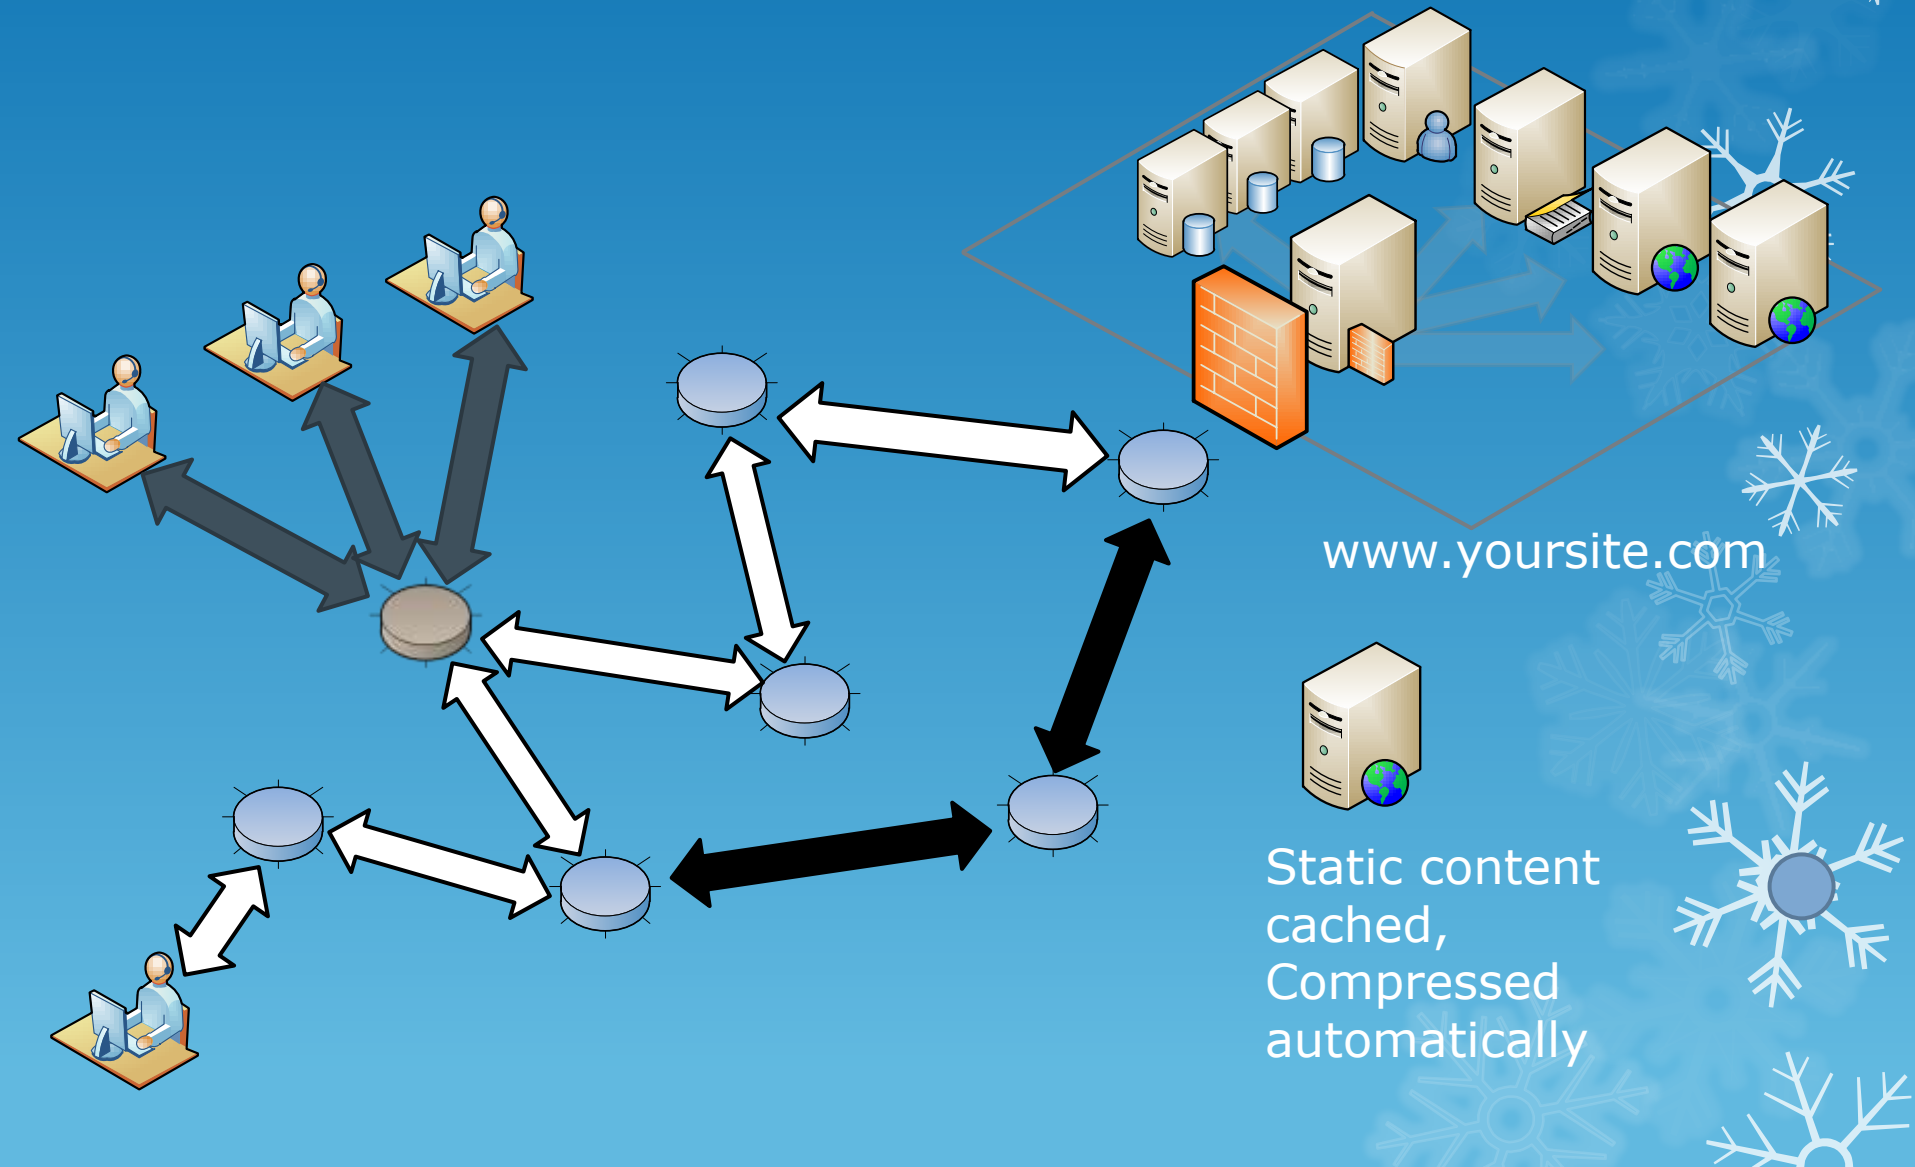 www.yoursite.com
Static content
cached,
Compressed
automatically